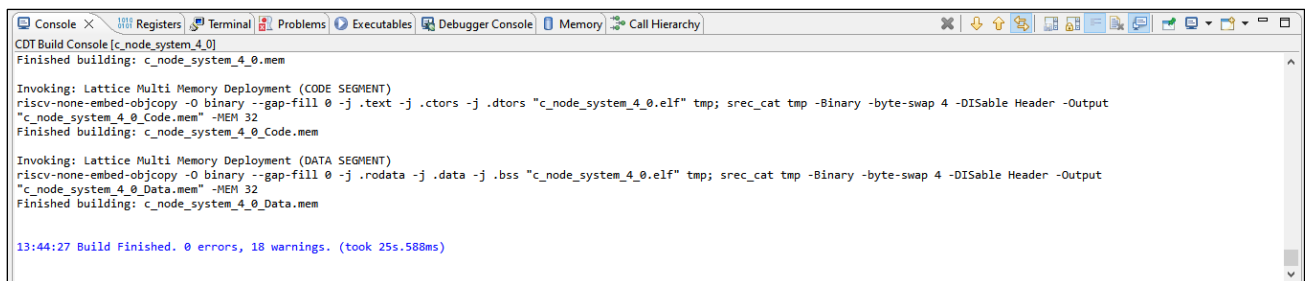 Console Registers Terminal Problems Executables Debugger Console Memory Call Hierarchy
CDT Build Console [c_node_system_4_0]
Finished building: c_node_system_4_0.mem
Invoking: Lattice Multi Memory Deployment (CODE SEGMENT)
riscv-none-embed-objcopy -O binary --gap-fill 0 -j .text -j .ctors -j .dtors "c_node_system_4_0.elf" tmp; srec_cat tmp -Binary -byte-swap 4 -DISable Header -Output
"c_node_system_4_0_Code.mem" -MEM 32
Finished building: c_node_system_4_0_Code.mem
Invoking: Lattice Multi Memory Deployment (DATA SEGMENT)
riscv-none-embed-objcopy -O binary --gap-fill 0 -j .rodata -j .data -j .bss "c_node_system_4_0.elf" tmp; srec_cat tmp -Binary -byte-swap 4 -DISable Header -Output
"c_node_system_4_0_Data.mem" -MEM 32
Finished building: c_node_system_4_0_Data.mem
13:44:27 Build Finished. 0 errors, 18 warnings. (took 25s.588ms)